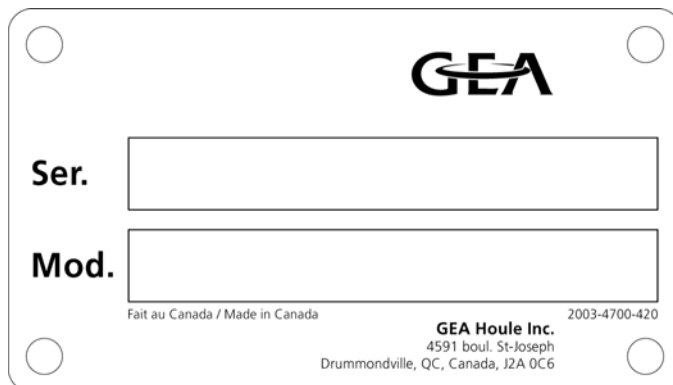 GEA
Ser.
Mod.
Fait au Canada / Made in Canada 2003-4700-420
GEA Houle Inc.
4591 boul. St-Joseph
Drummondville, QC, Canada, J2A 0C6